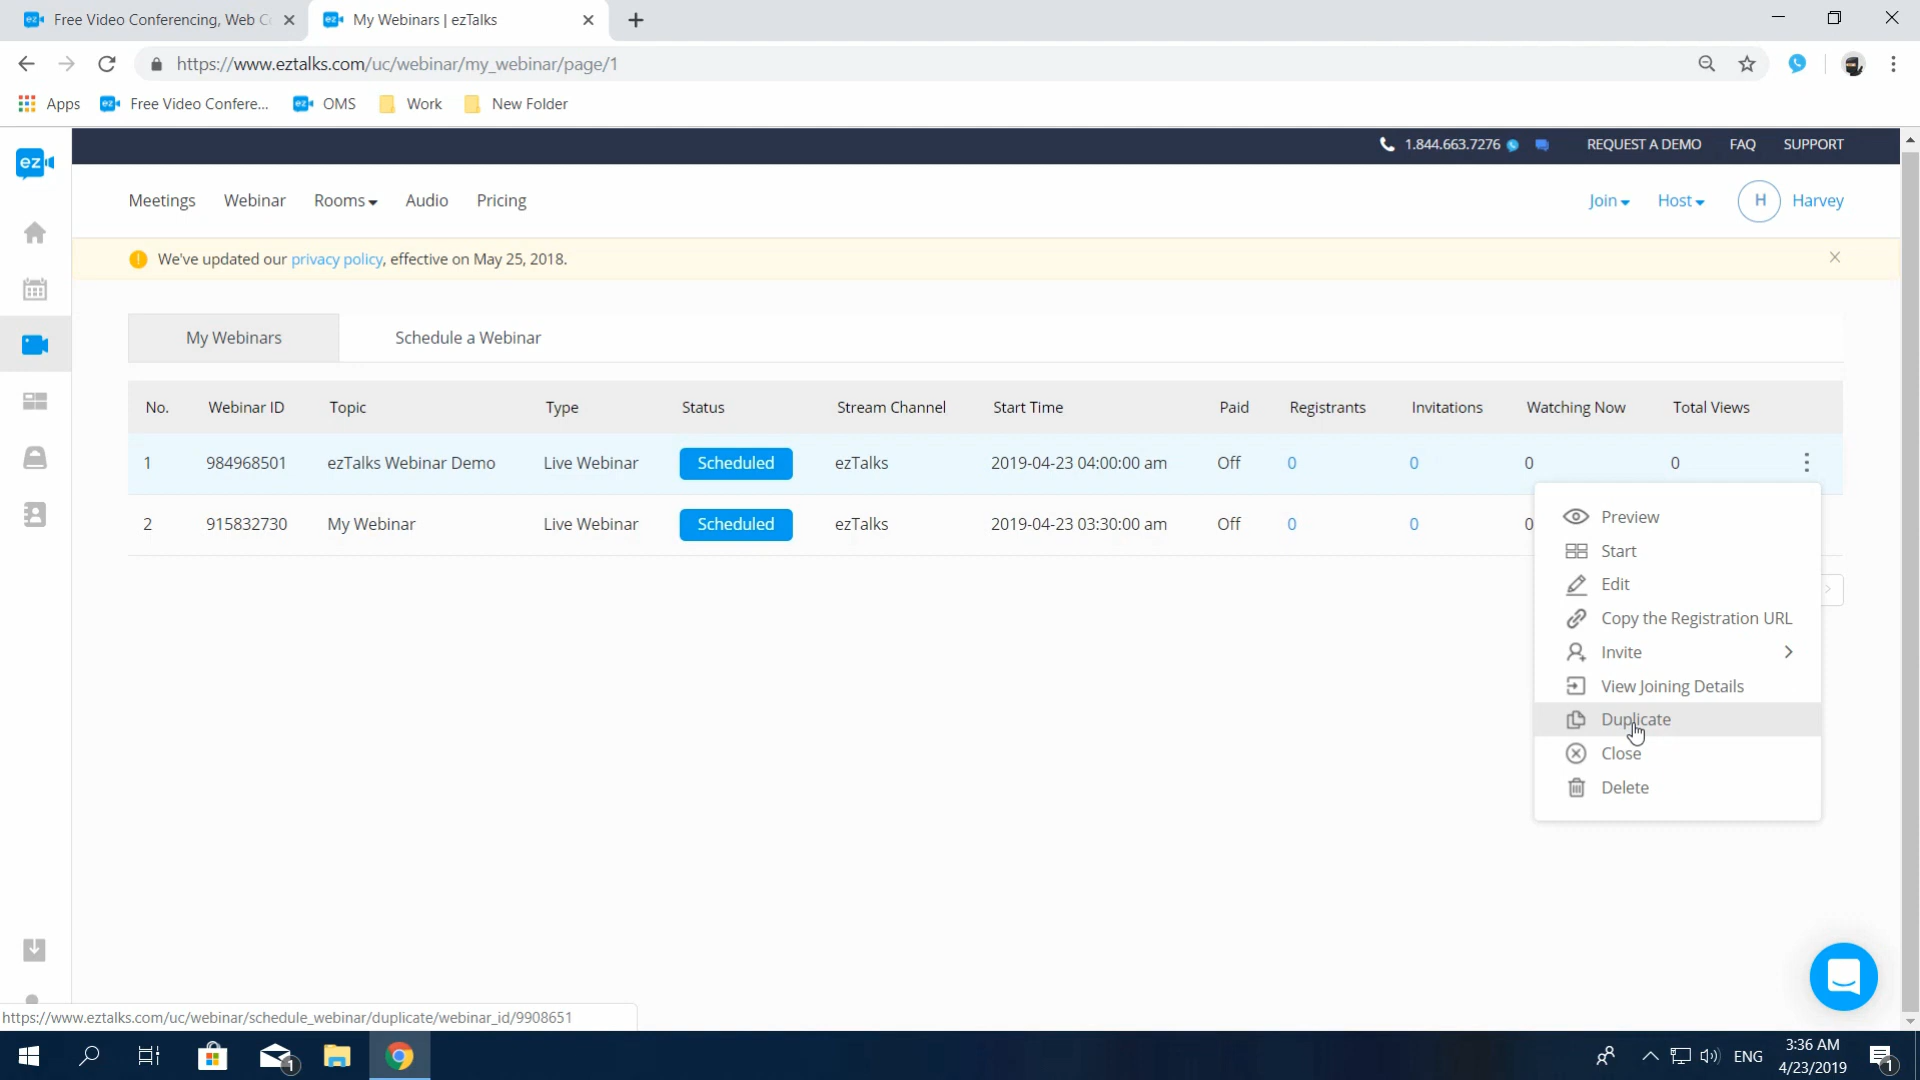 Free Video Conferencing, Web C
My Webinars | ezTalks
https://www.eztalks.com/uc/webinar/my_webinar/page/1
Apps
Free Video Confere...
OMS
Work
New Folder
ez
1.844.663.7276
REQUEST A DEMO
FAQ
SUPPORT
Meetings
Webinar
Rooms
Audio
Pricing
Join
Host
H
Harvey
We've updated our privacy policy, effective on May 25, 2018.
My Webinars
Schedule a Webinar
No. Webinar ID Topic Type Status Stream Channel Start Time Paid Registrants Invitations Watching Now Total Views
1 984968501 ezTalks Webinar Demo Live Webinar Scheduled ezTalks 2019-04-23 04:00:00 am Off 0 0 0 0
2 915832730 My Webinar Live Webinar Scheduled ezTalks 2019-04-23 03:30:00 am Off 0 0 0
Preview
Start
Edit
Copy the Registration URL
Invite
View Joining Details
Duplicate
Close
Delete
https://www.eztalks.com/uc/webinar/schedule_webinar/duplicate/webinar_id/9908651
1
ENG
3:36 AM
4/23/2019
1